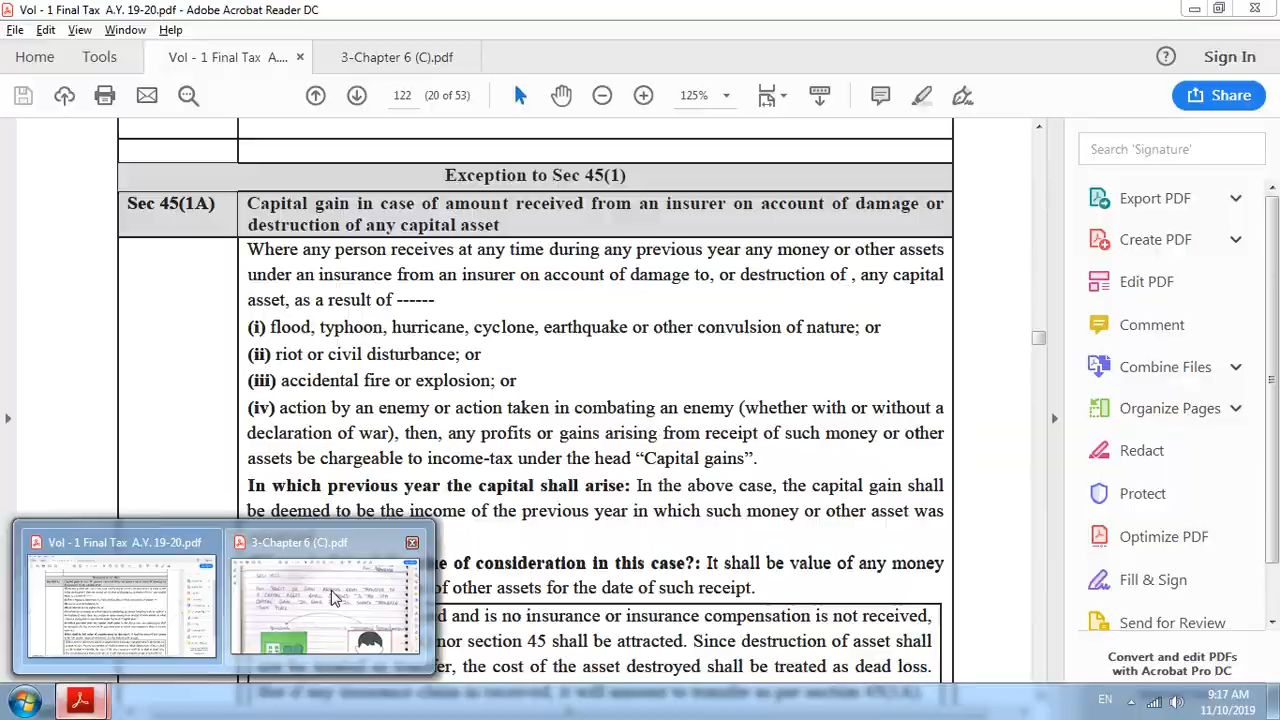 Vol - 1 Final Tax A.Y. 19-20.pdf - Adobe Acrobat Reader DC
File Edit View Window Help
Home Tools Vol - 1 Final Tax A.... × 3-Chapter 6 (C).pdf Sign In
122 (20 of 53) 125% Share
Exception to Sec 45(1)
Sec 45(1A) Capital gain in case of amount received from an insurer on account of damage or
destruction of any capital asset
Where any person receives at any time during any previous year any money or other assets
under an insurance from an insurer on account of damage to, or destruction of , any capital
asset, as a result of ------
(i) flood, typhoon, hurricane, cyclone, earthquake or other convulsion of nature; or
(ii) riot or civil disturbance; or
(iii) accidental fire or explosion; or
(iv) action by an enemy or action taken in combating an enemy (whether with or without a
declaration of war), then, any profits or gains arising from receipt of such money or other
assets be chargeable to income-tax under the head “Capital gains”.
In which previous year the capital shall arise: In the above case, the capital gain shall
be deemed to be the income of the previous year in which such money or other asset was
ue of consideration in this case?: It shall be value of any money
of other assets for the date of such receipt.
d and is no insurance or insurance compensation is not received,
nor section 45 shall be attracted. Since destruction of asset shall
fer, the cost of the asset destroyed shall be treated as dead loss.
Vol - 1 Final Tax A.Y. 19-20.pdf
3-Chapter 6 (C).pdf
Search 'Signature'
Export PDF
Create PDF
Edit PDF
Comment
Combine Files
Organize Pages
Redact
Protect
Optimize PDF
Fill & Sign
Send for Review
Convert and edit PDFs
with Acrobat Pro DC
EN
9:17 AM
11/10/2019